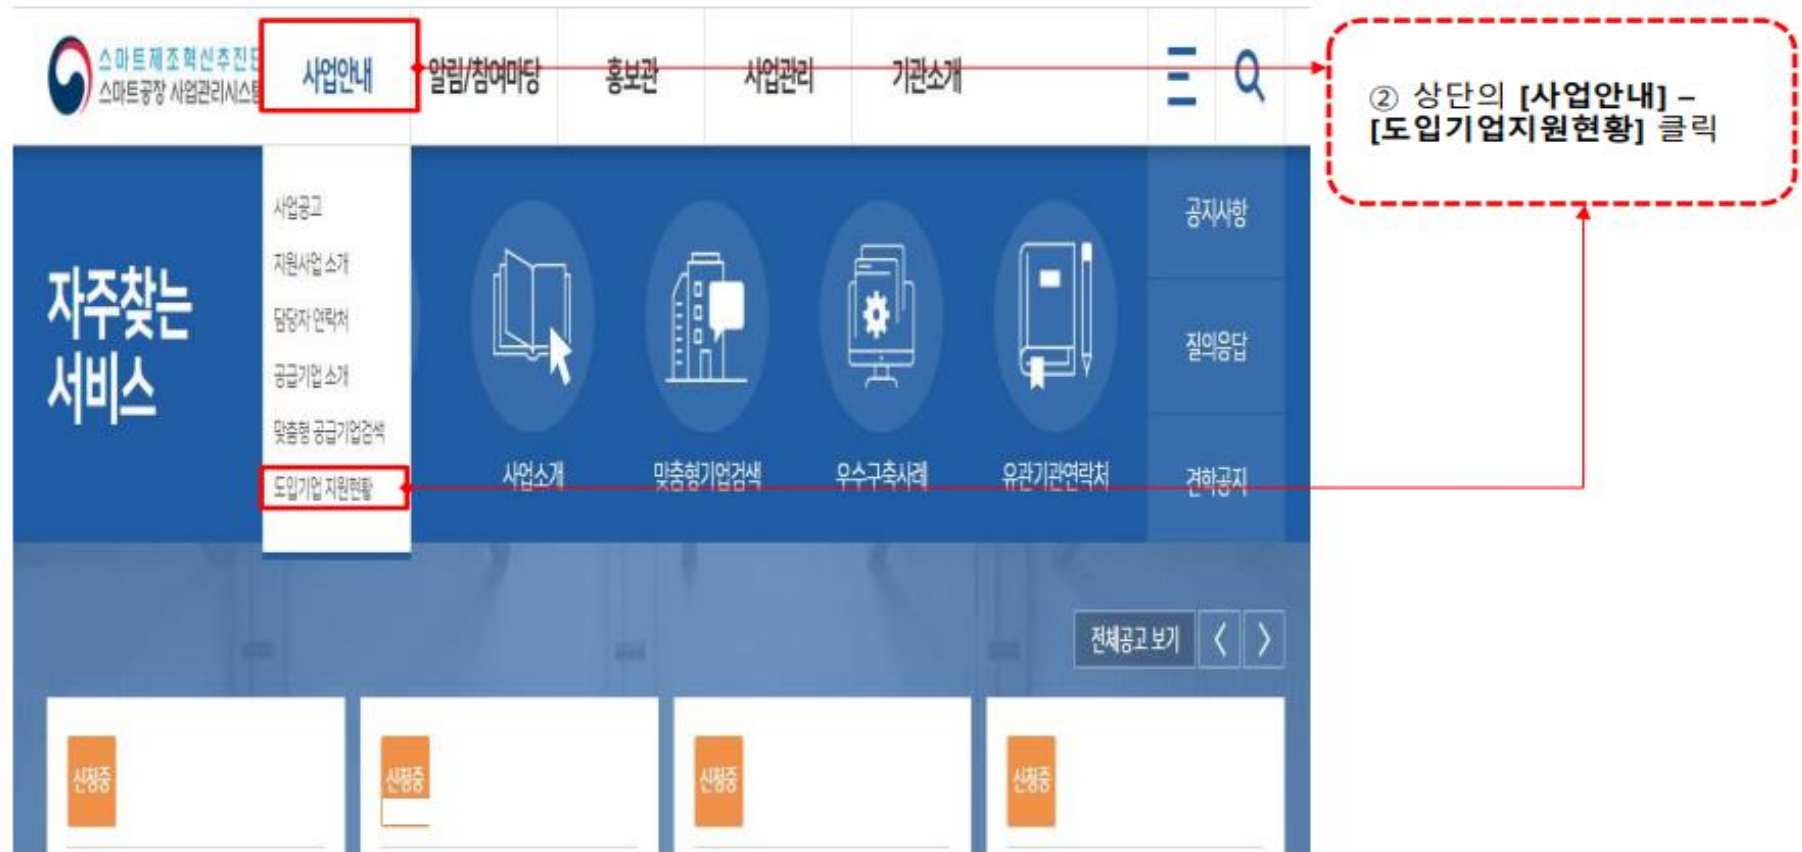 스마트제조혁신추진단
스마트공장 사업관리시스템
사업안내
알림/참여마당
홍보관
사업관리
기관소개
② 상단의 [사업안내] –
[도입기업지원현황] 클릭
사업공고
지원사업 소개
담당자 연락처
공급기업 소개
맞춤형 공급기업검색
도입기업 지원현황
자주찾는
서비스
사업소개
맞춤형기업검색
우수구축사례
유관기관연락처
공지사항
질의응답
견학공지
전체공고 보기
신청중
신청중
신청중
신청중